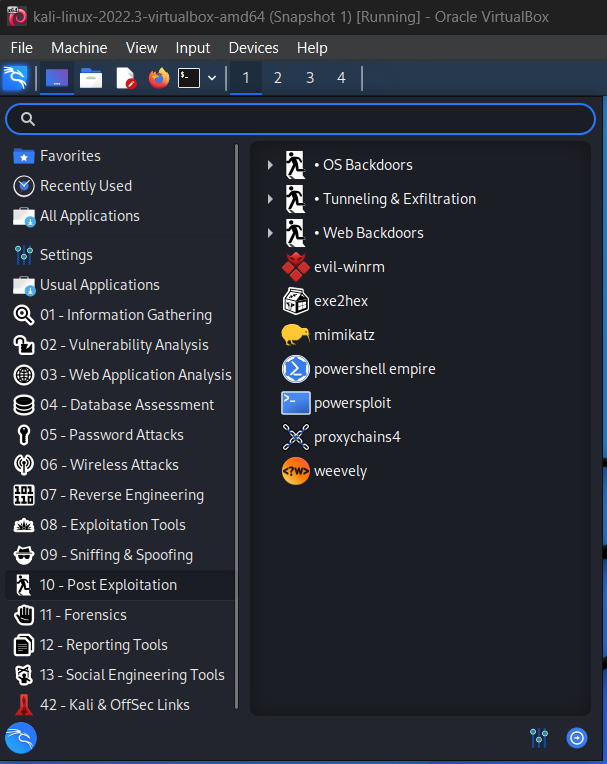 kali-linux-2022.3-virtualbox-amd64 (Snapshot 1) [Running] - Oracle VirtualBox
File Machine View Input Devices Help
1 2 3 4
Favorites
Recently Used
All Applications
Settings
Usual Applications
01 - Information Gathering
02 - Vulnerability Analysis
03 - Web Application Analysis
04 - Database Assessment
05 - Password Attacks
06 - Wireless Attacks
07 - Reverse Engineering
08 - Exploitation Tools
09 - Sniffing & Spoofing
10 - Post Exploitation
11 - Forensics
12 - Reporting Tools
13 - Social Engineering Tools
42 - Kali & OffSec Links
• OS Backdoors
• Tunneling & Exfiltration
• Web Backdoors
evil-winrm
exe2hex
mimikatz
powershell empire
powersploit
proxychains4
<?w>
weevely